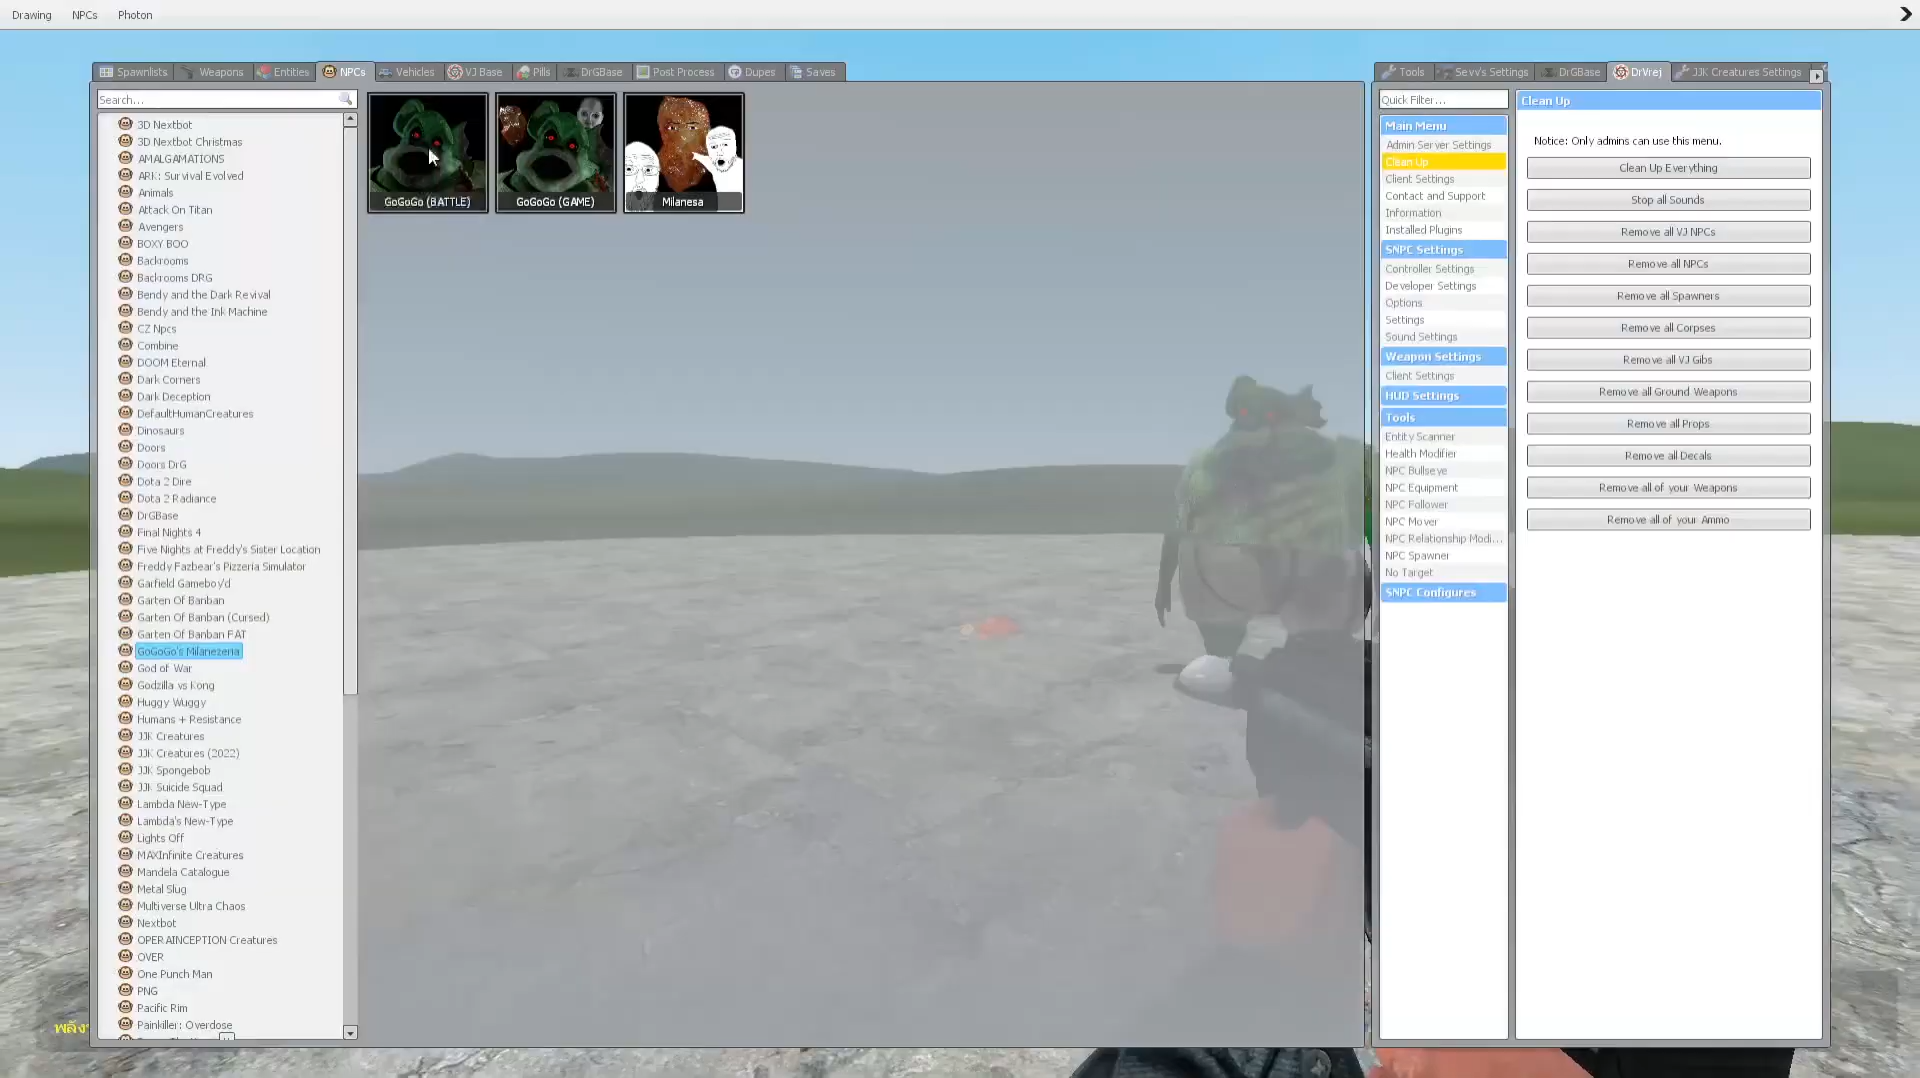 Drawing NPCs Photon
Spawnlists Weapons Entities NPCs Vehicles VJ Base Pills DrGBase Post Process Dupes Saves
Search...
3D Nextbot
3D Nextbot Christmas
AMALGAMATIONS
ARK: Survival Evolved
Animals
Attack On Titan
Avengers
BOXY BOO
Backrooms
Backrooms DRG
Bendy and the Dark Revival
Bendy and the Ink Machine
CZ Npcs
Combine
DOOM Eternal
Dark Corners
Dark Deception
DefaultHumanCreatures
Dinosaurs
Doors
Doors DrG
Dota 2 Dire
Dota 2 Radiance
DrGBase
Final Nights 4
Five Nights at Freddy's Sister Location
Freddy Fazbear's Pizzeria Simulator
Garfield Gameboy'd
Garten Of Banban
Garten Of Banban (Cursed)
Garten Of Banban FAT
GoGoGo's Milanezeria
God of War
Godzilla vs Kong
Huggy Wuggy
Humans + Resistance
JJK Creatures
JJK Creatures (2022)
JJK Spongebob
JJK Suicide Squad
Lambda New-Type
Lambda's New-Type
Lights Off
MAXInfinite Creatures
Mandela Catalogue
Metal Slug
Multiverse Ultra Chaos
Nextbot
OPERAINCEPTION Creatures
OVER
One Punch Man
PNG
Pacific Rim
Painkiller: Overdose
GoGoGo (BATTLE)
GoGoGo (GAME)
Milanesa
พลัง
Tools Sevv's Settings DrGBase DrVrej JJK Creatures Settings
Quick Filter...
Main Menu
Admin Server Settings
Clean Up
Client Settings
Contact and Support
Information
Installed Plugins
SNPC Settings
Controller Settings
Developer Settings
Options
Settings
Sound Settings
Weapon Settings
Client Settings
HUD Settings
Tools
Entity Scanner
Health Modifier
NPC Bullseye
NPC Equipment
NPC Follower
NPC Mover
NPC Relationship Modi...
NPC Spawner
No Target
SNPC Configures
Clean Up
Notice: Only admins can use this menu.
Clean Up Everything
Stop all Sounds
Remove all VJ NPCs
Remove all NPCs
Remove all Spawners
Remove all Corpses
Remove all VJ Gibs
Remove all Ground Weapons
Remove all Props
Remove all Decals
Remove all of your Weapons
Remove all of your Ammo